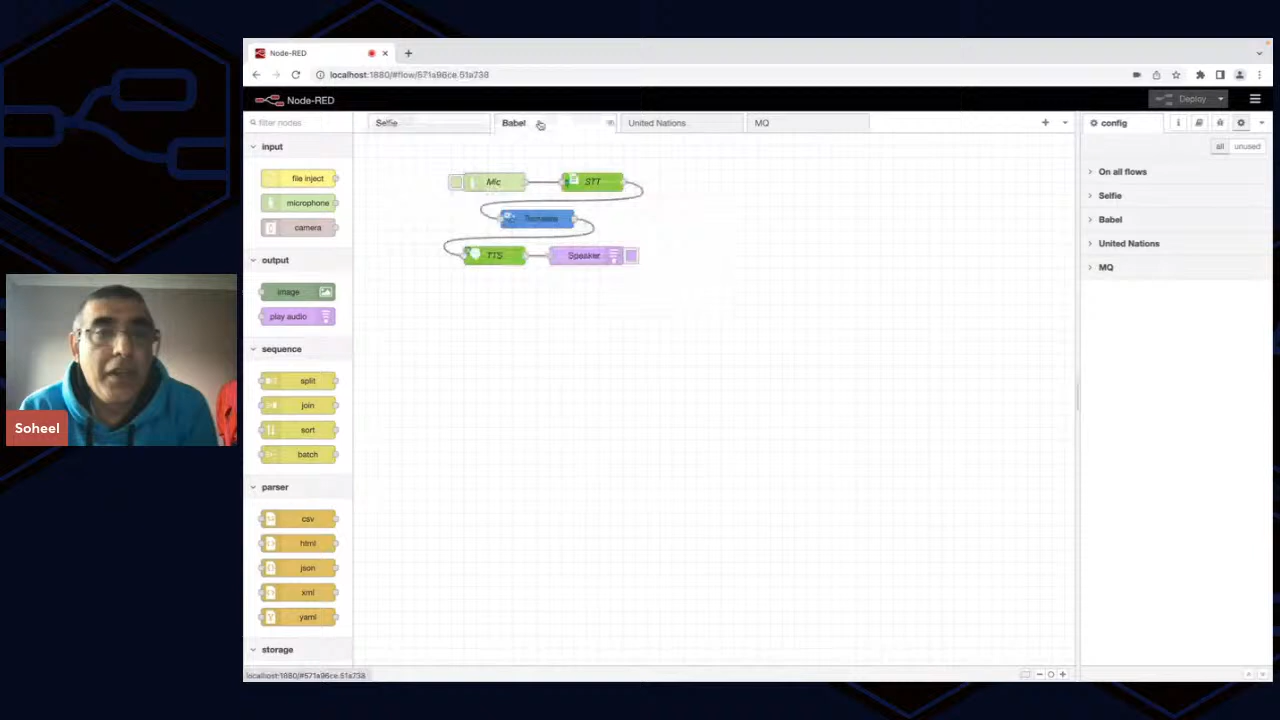 Node-RED
localhost:1880/#flow/571a96ce.51a738
Node-RED
Deploy
filter nodes
Selfie
Babel
United Nations
MQ
config
all
unused
input
file inject
microphone
camera
output
image
play audio
sequence
split
join
sort
batch
parser
csv
html
json
xml
yaml
storage
Mic
STT
TTS
Speaker
On all flows
Selfie
Babel
United Nations
MQ
Soheel
localhost:1880/#571a96ce.51a738